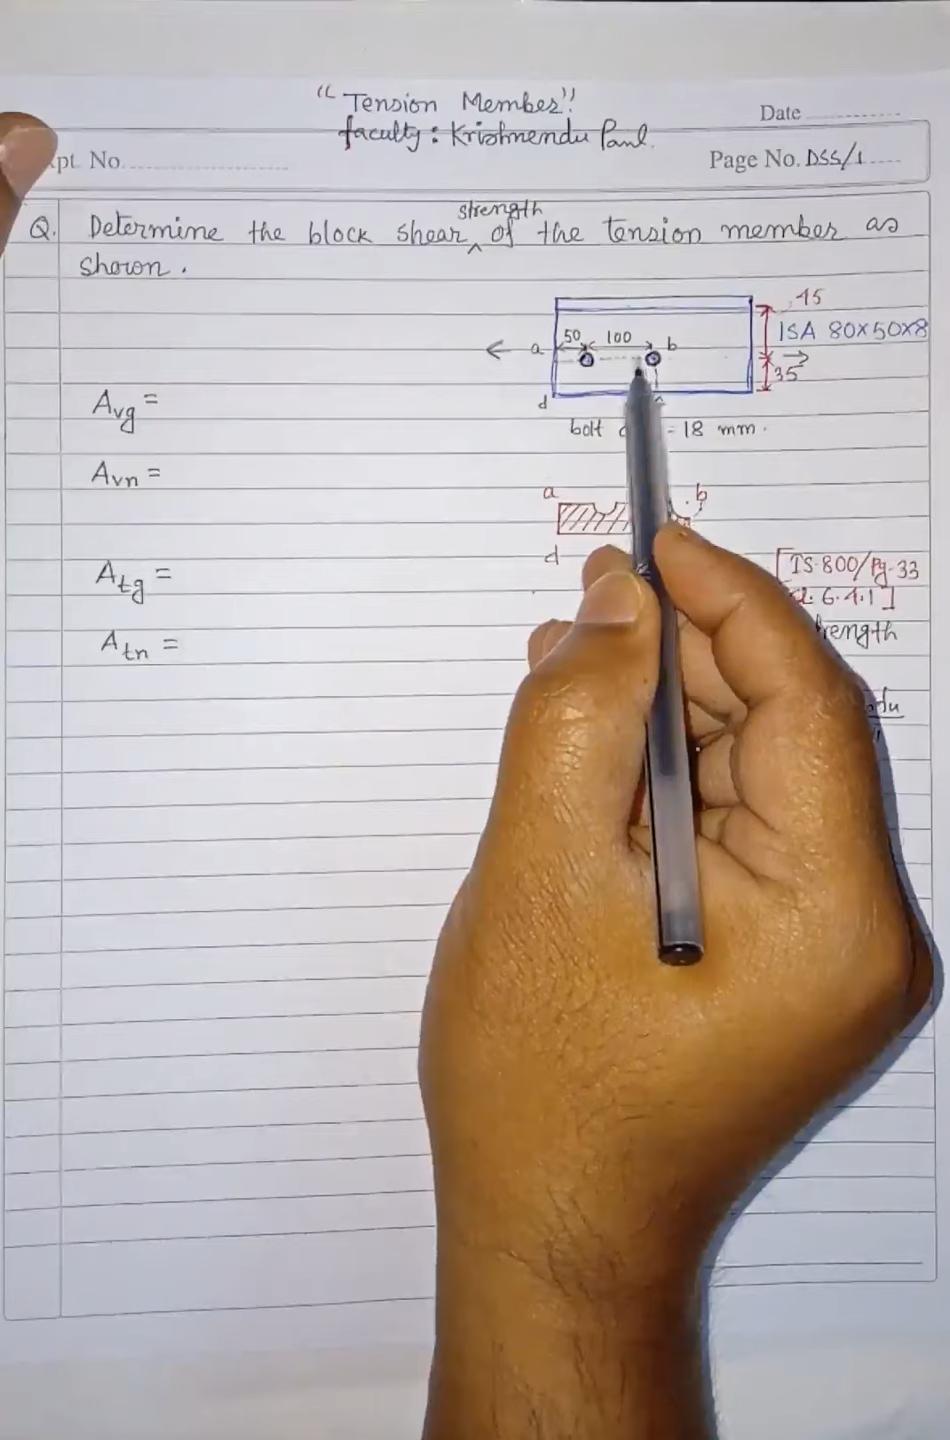 "Tension Member"
faculty: Krishnendu Paul.
Date
pt. No.
Page No. DSS/1
Q. Determine the block shear strength of the tension member as
shown.
45
50 100
ISA 80x50x8
a b
35
d
bolt = 18 mm.
Avg =
Avn =
a b
d
[IS-800/Pg-33
6.4.1]
Atg =
Atn =